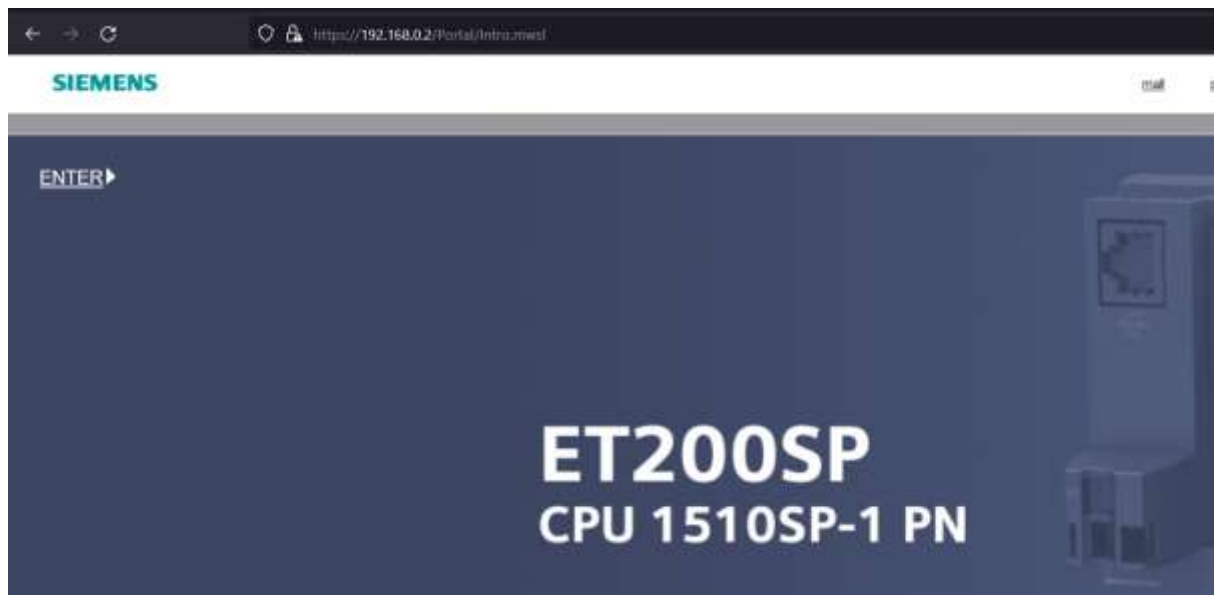 https://192.168.0.2/Portal/Intro.mwsl
SIEMENS
ENTER
ET200SP
CPU 1510SP-1 PN